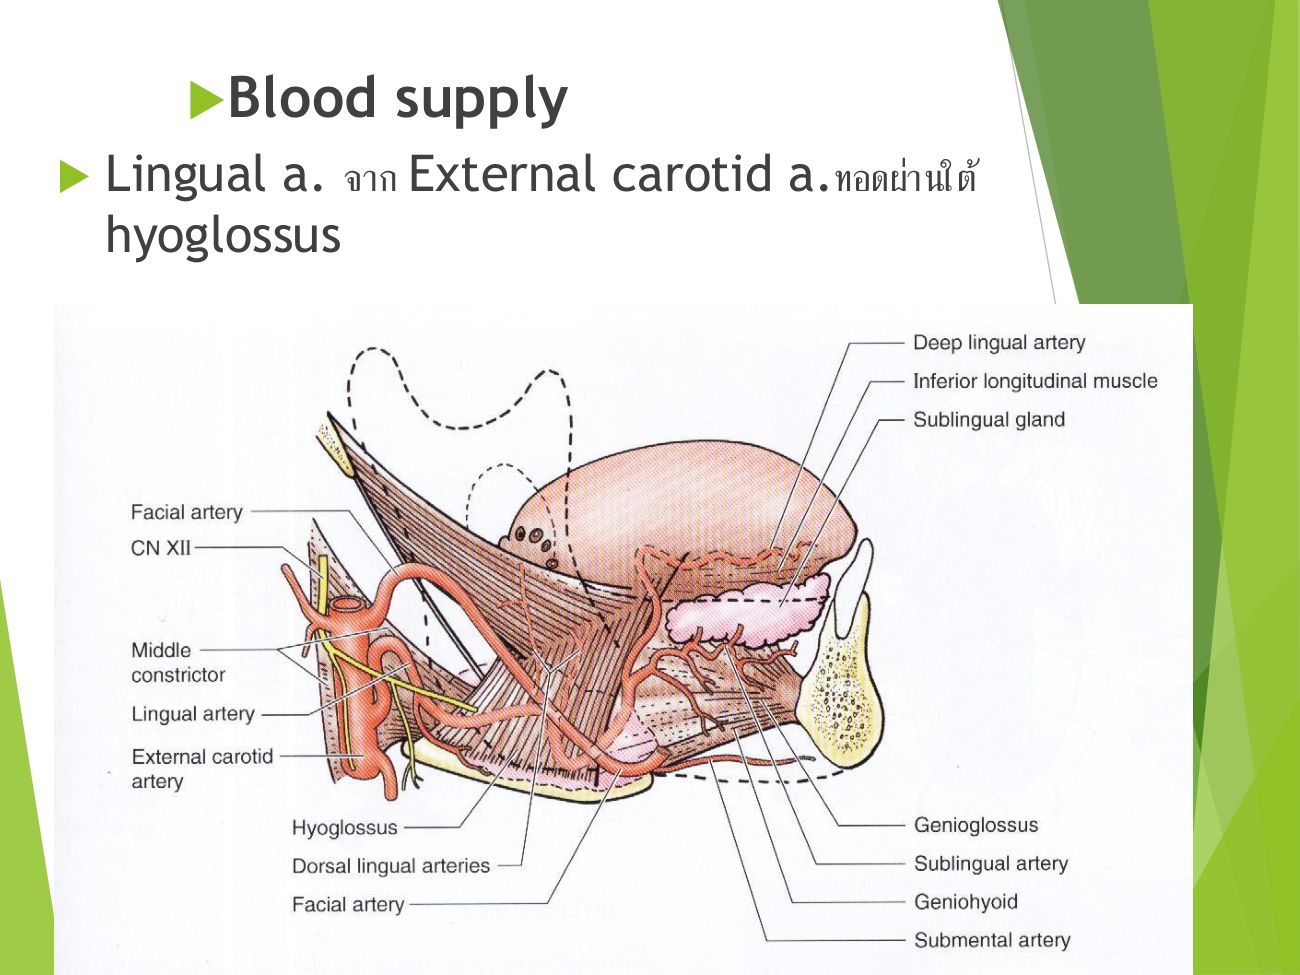 Blood supply
Lingual a. จาก External carotid a.ทอดผ่านใต้
hyoglossus
Deep lingual artery
Inferior longitudinal muscle
Sublingual gland
Facial artery
CN XII
Middle
constrictor
Lingual artery
External carotid
artery
Hyoglossus
Dorsal lingual arteries
Facial artery
Genioglossus
Sublingual artery
Geniohyoid
Submental artery